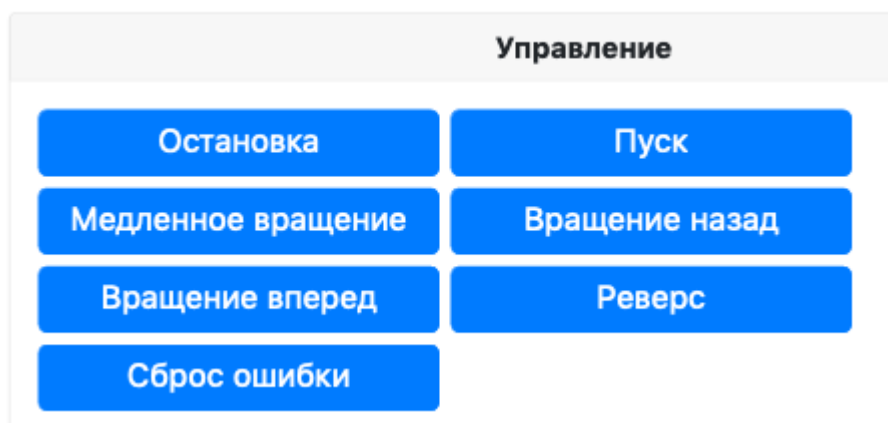 Управление
Остановка
Пуск
Медленное вращение
Вращение назад
Вращение вперед
Реверс
Сброс ошибки